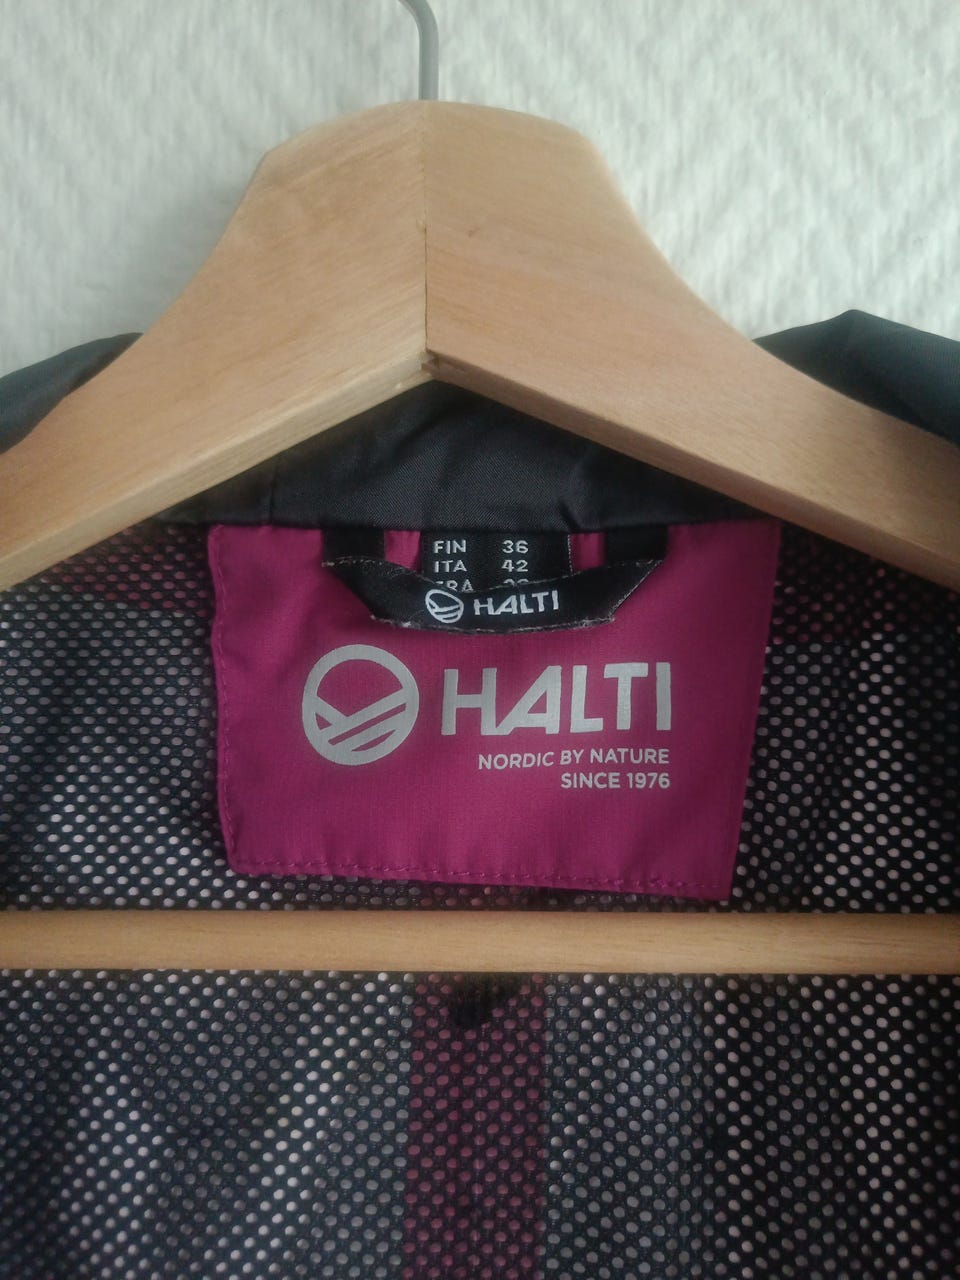 FIN 36
ITA 42
HALTI
HALTI
NORDIC BY NATURE
SINCE 1976